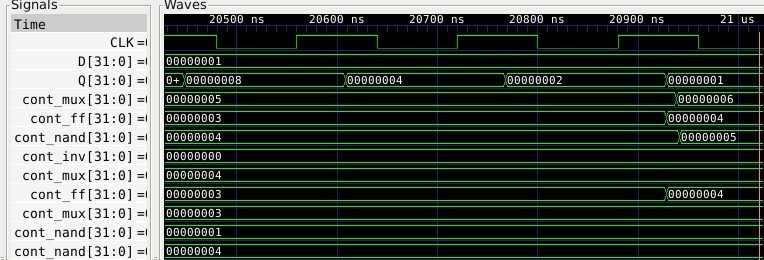 Signals
Waves
Time
20500 ns 20600 ns 20700 ns 20800 ns 20900 ns 21 us
CLK =
D[31:0] = 00000001
Q[31:0] = 0+ 00000008 00000004 00000002 00000001
cont_mux[31:0] = 00000005 00000006
cont_ff[31:0] = 00000003 00000004
cont_nand[31:0] = 00000004 00000005
cont_inv[31:0] = 00000000
cont_mux[31:0] = 00000004
cont_ff[31:0] = 00000003 00000004
cont_mux[31:0] = 00000003
cont_nand[31:0] = 00000001
cont_nand[31:0] = 00000004